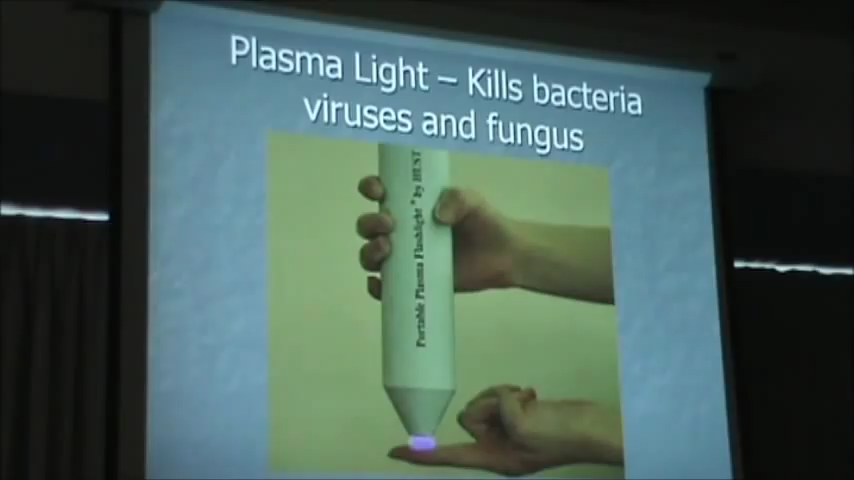 Plasma Light – Kills bacteria
viruses and fungus
Portable Plasma Flashlight * by HUST